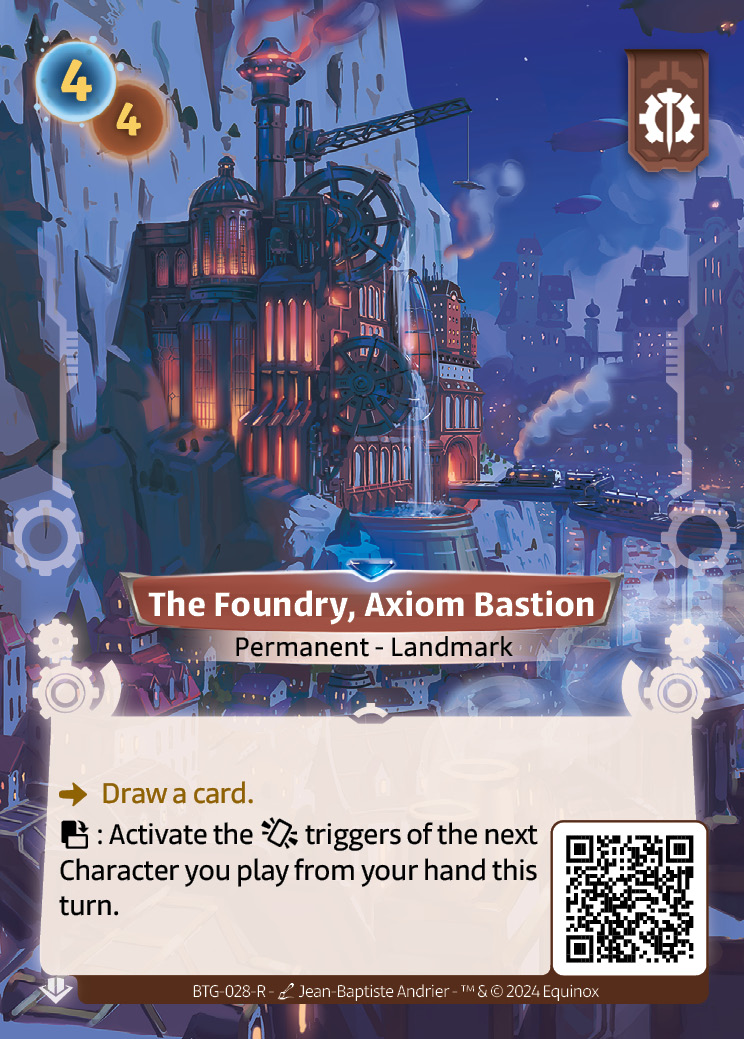 4
4
The Foundry, Axiom Bastion
Permanent - Landmark
Draw a card.
: Activate the triggers of the next
Character you play from your hand this
turn.
BTG-028-R - Jean-Baptiste Andrier - ™ & © 2024 Equinox